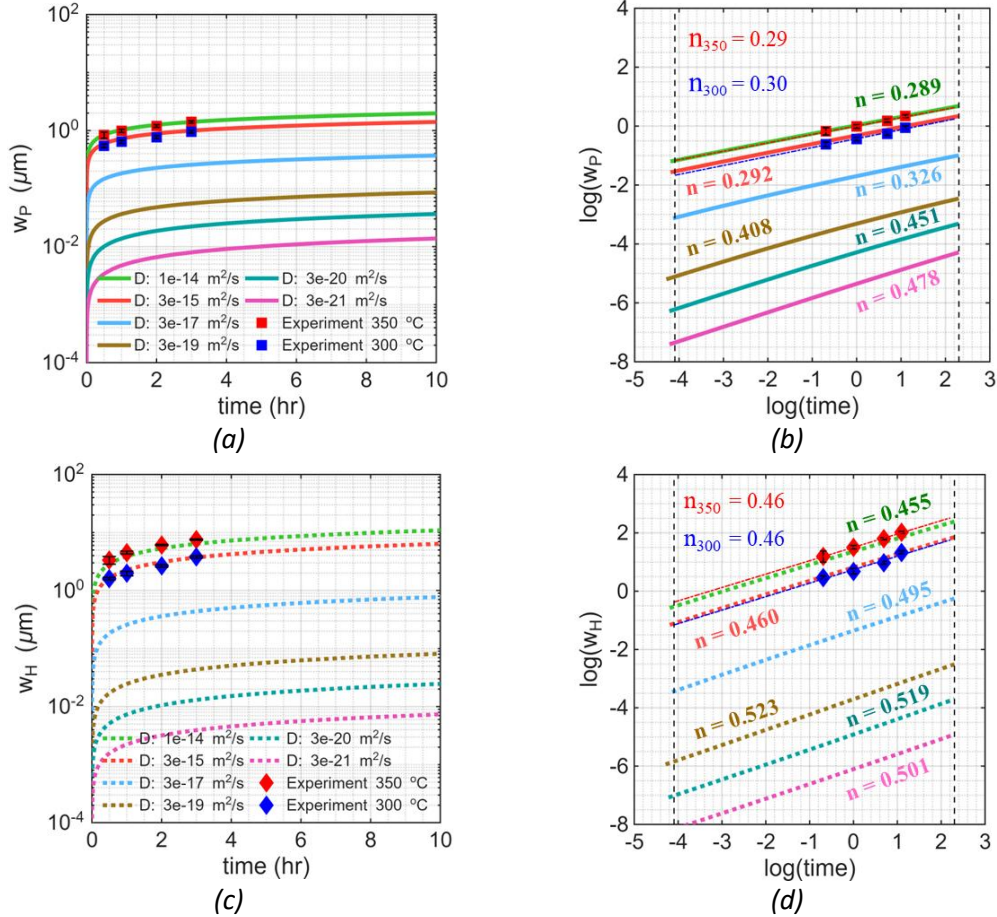 10^2
10^0
10^-2
10^-4
w_P (μm)
D: 1e-14 m²/s
D: 3e-15 m²/s
D: 3e-17 m²/s
D: 3e-19 m²/s
D: 3e-20 m²/s
D: 3e-21 m²/s
Experiment 350 °C
Experiment 300 °C
0 2 4 6 8 10
time (hr)
(a)
4
2
0
-2
-4
-6
-8
log(w_P)
n_350 = 0.29
n_300 = 0.30
n = 0.289
n = 0.292
n = 0.326
n = 0.408
n = 0.451
n = 0.478
-5 -4 -3 -2 -1 0 1 2 3
log(time)
(b)
10^2
10^0
10^-2
10^-4
w_H (μm)
D: 1e-14 m²/s
D: 3e-15 m²/s
D: 3e-17 m²/s
D: 3e-19 m²/s
D: 3e-20 m²/s
D: 3e-21 m²/s
Experiment 350 °C
Experiment 300 °C
0 2 4 6 8 10
time (hr)
(c)
4
2
0
-2
-4
-6
-8
log(w_H)
n_350 = 0.46
n_300 = 0.46
n = 0.455
n = 0.460
n = 0.495
n = 0.523
n = 0.519
n = 0.501
-5 -4 -3 -2 -1 0 1 2 3
log(time)
(d)